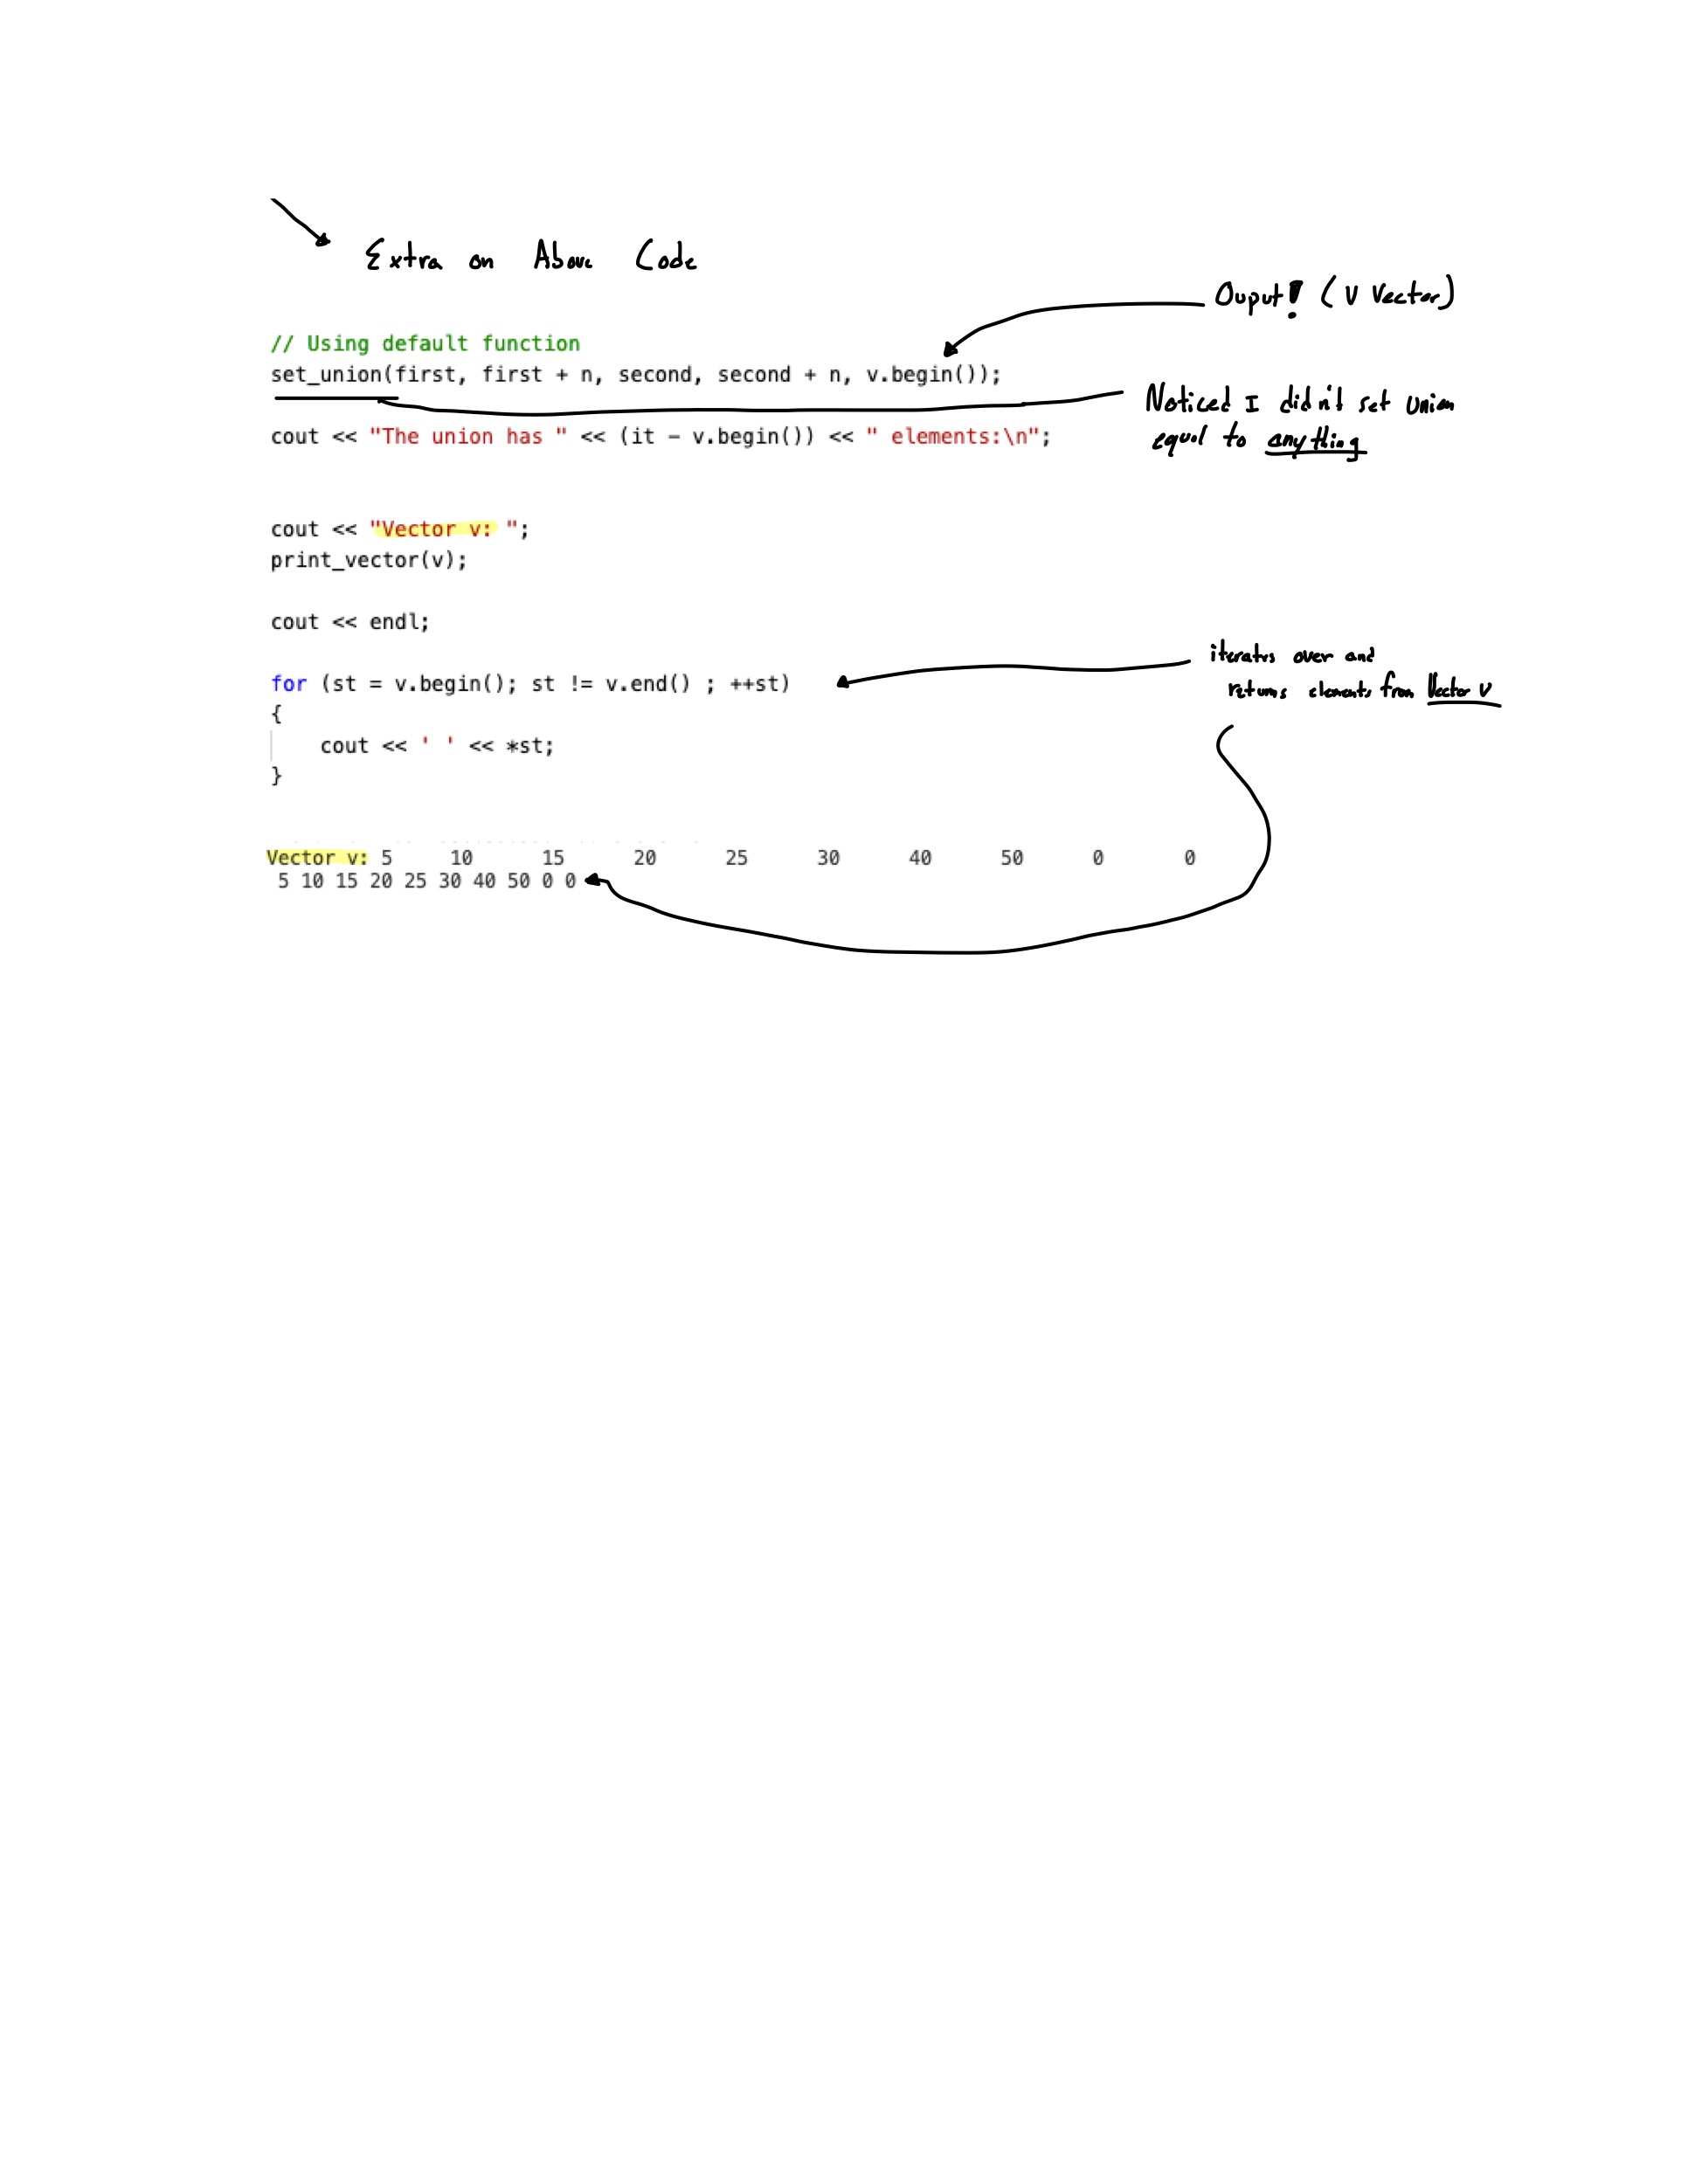 Extra on Above Code
Ouput! (V Vector)
// Using default function
set_union(first, first + n, second, second + n, v.begin());
Noticed I didn't set union
equal to anything
cout << "The union has " << (it - v.begin()) << " elements:\n";
cout << "Vector v: ";
print_vector(v);
cout << endl;
iterates over and
returns elements from Vector V
for (st = v.begin(); st != v.end() ; ++st)
{
cout << ' ' << *st;
}
Vector v: 5 10 15 20 25 30 40 50 0 0
5 10 15 20 25 30 40 50 0 0